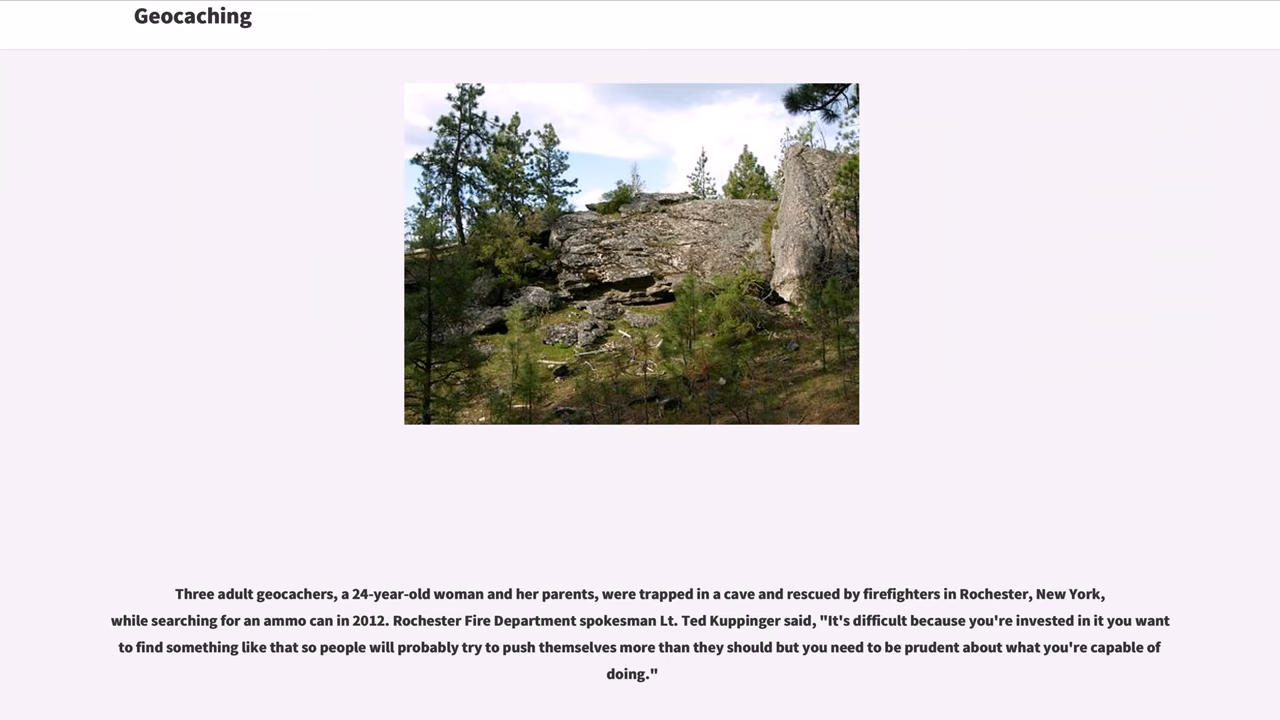 Geocaching
Three adult geocachers, a 24-year-old woman and her parents, were trapped in a cave and rescued by firefighters in Rochester, New York,
while searching for an ammo can in 2012. Rochester Fire Department spokesman Lt. Ted Kuppinger said, "It's difficult because you're invested in it you want
to find something like that so people will probably try to push themselves more than they should but you need to be prudent about what you're capable of
doing."